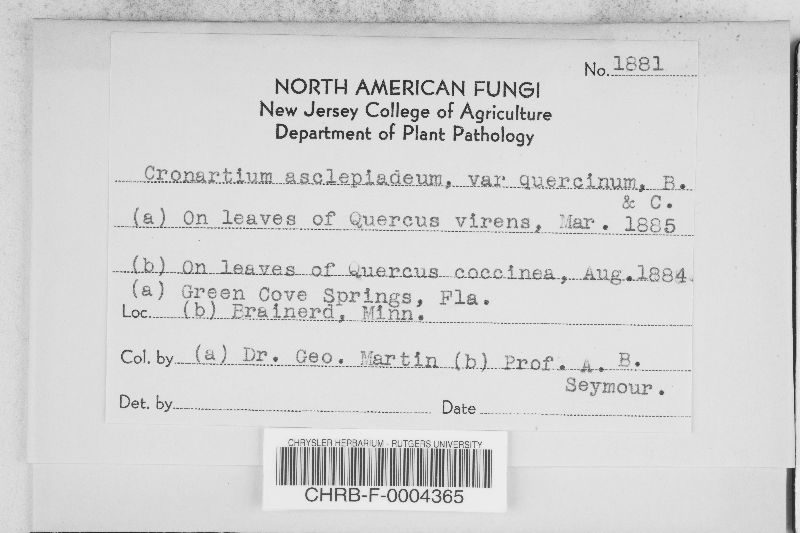 No. 1881
NORTH AMERICAN FUNGI
New Jersey College of Agriculture
Department of Plant Pathology
Cronartium asclepiadeum, var quercinum, B.
& C.
(a) On leaves of Quercus virens, Mar. 1885
(b) On leaves of Quercus coccinea, Aug.1884
(a) Green Cove Springs, Fla.
Loc. (b) Brainerd, Minn.
Col. by (a) Dr. Geo. Martin (b) Prof. A. B.
Seymour.
Det. by Date
CHRYSLER HERBARIUM - RUTGERS UNIVERSITY
CHRB-F-0004365